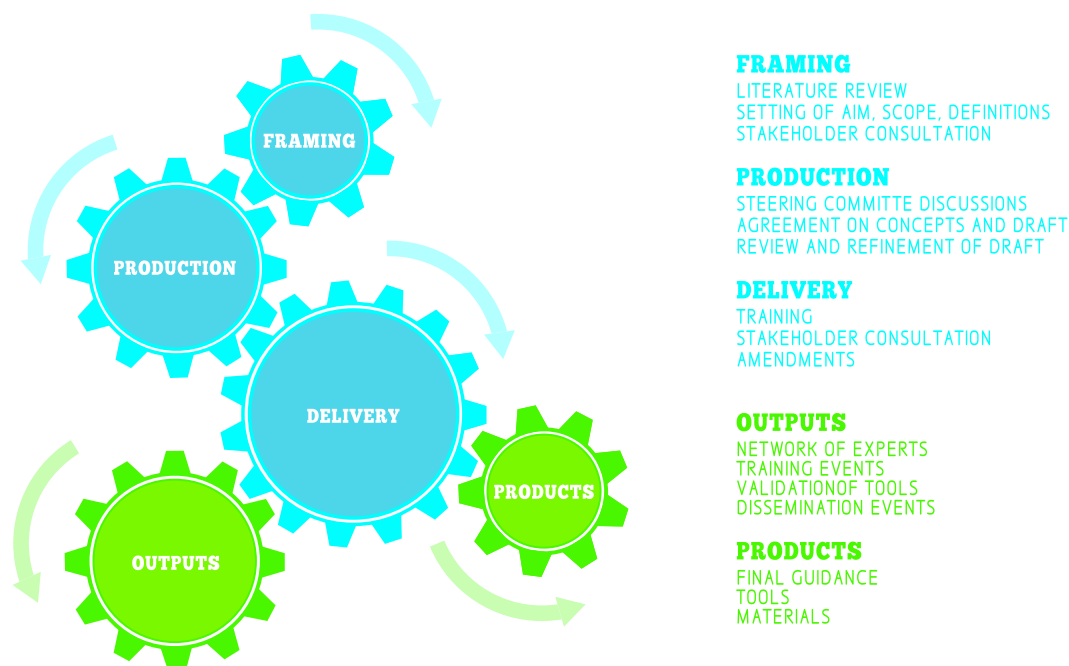 FRAMING
PRODUCTION
DELIVERY
PRODUCTS
OUTPUTS
FRAMING
LITERATURE REVIEW
SETTING OF AIM, SCOPE, DEFINITIONS
STAKEHOLDER CONSULTATION
PRODUCTION
STEERING COMMITTE DISCUSSIONS
AGREEMENT ON CONCEPTS AND DRAFT
REVIEW AND REFINEMENT OF DRAFT
DELIVERY
TRAINING
STAKEHOLDER CONSULTATION
AMENDMENTS
OUTPUTS
NETWORK OF EXPERTS
TRAINING EVENTS
VALIDATIONOF TOOLS
DISSEMINATION EVENTS
PRODUCTS
FINAL GUIDANCE
TOOLS
MATERIALS